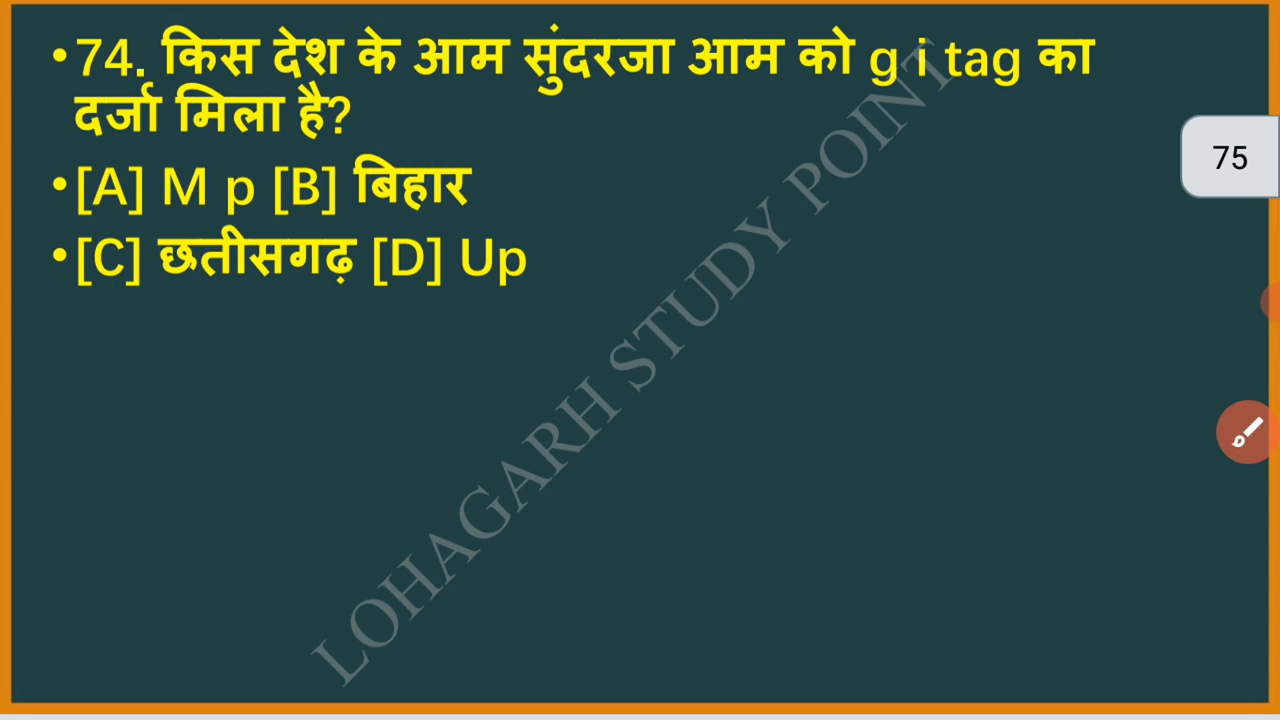 •74. किस देश के आम सुंदरजा आम को g i tag का
दर्जा मिला है?
•[A] M p [B] बिहार
•[C] छतीसगढ़ [D] Up
75
LOHAGARH STUDY POINT